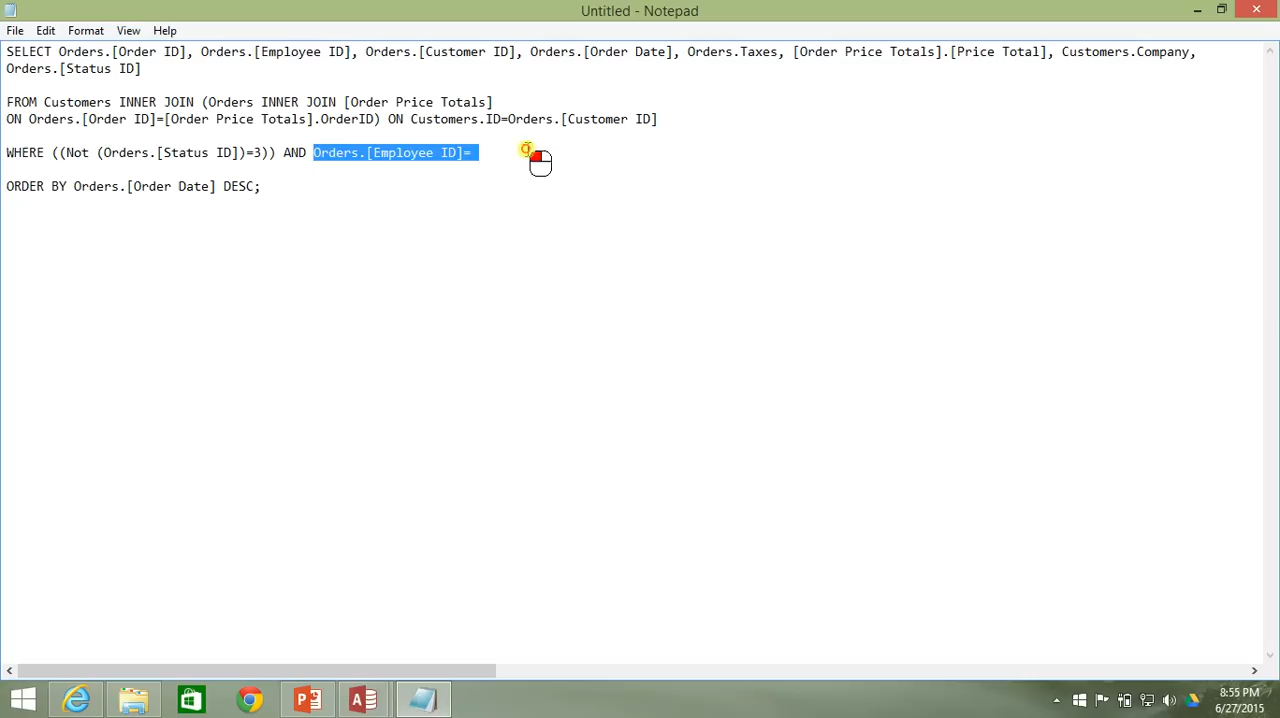 Untitled - Notepad
File Edit Format View Help
SELECT Orders.[Order ID], Orders.[Employee ID], Orders.[Customer ID], Orders.[Order Date], Orders.Taxes, [Order Price Totals].[Price Total], Customers.Company,
Orders.[Status ID]
FROM Customers INNER JOIN (Orders INNER JOIN [Order Price Totals]
ON Orders.[Order ID]=[Order Price Totals].OrderID) ON Customers.ID=Orders.[Customer ID]
WHERE ((Not (Orders.[Status ID])=3)) AND Orders.[Employee ID]=
ORDER BY Orders.[Order Date] DESC;
8:55 PM
6/27/2015